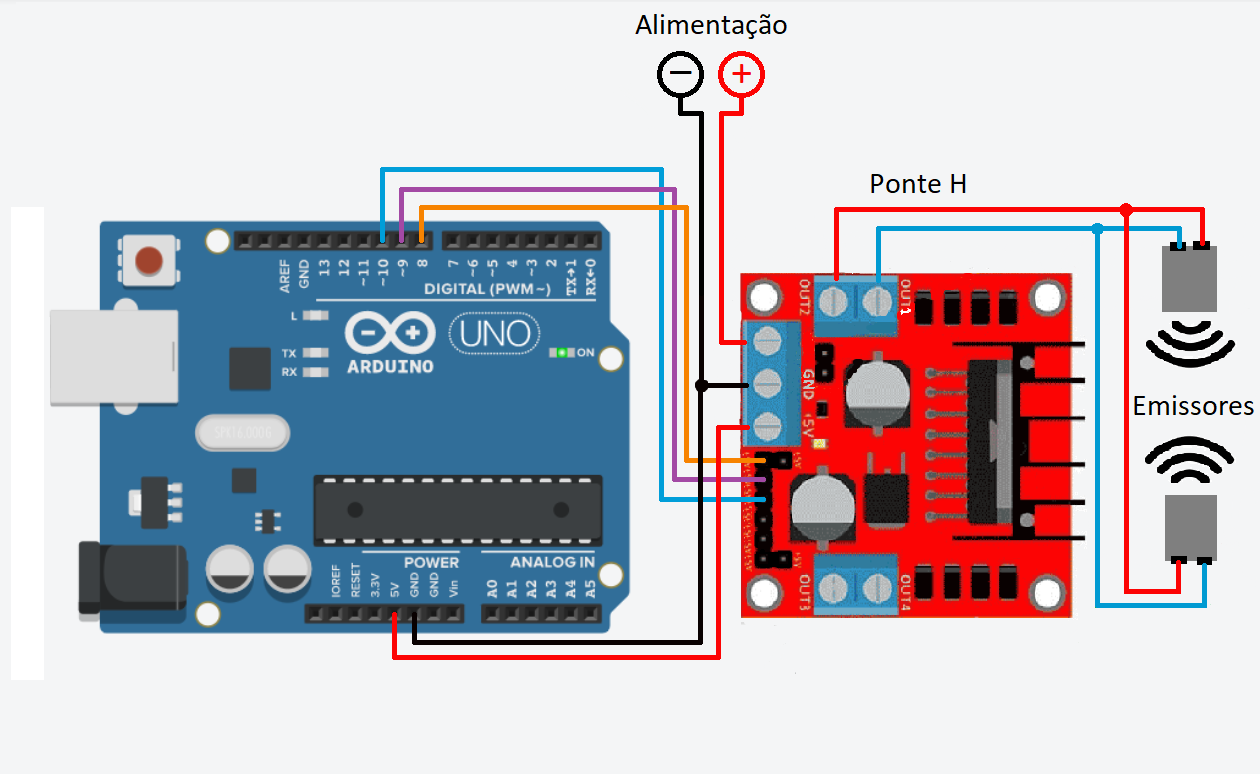 Alimentação
− +
Ponte H
AREF
GND
13
12
~11
~10
~9
8
7
~6
~5
4
~3
2
TX→1
RX←0
DIGITAL (PWM~)
L
TX
RX
ARDUINO
UNO
ON
SPK16.000G
OUT2
OUT1
GND
+5V
Emissores
POWER
ANALOG IN
IOREF
RESET
3.3V
5V
GND
GND
Vin
A0
A1
A2
A3
A4
A5
OUT3
OUT4